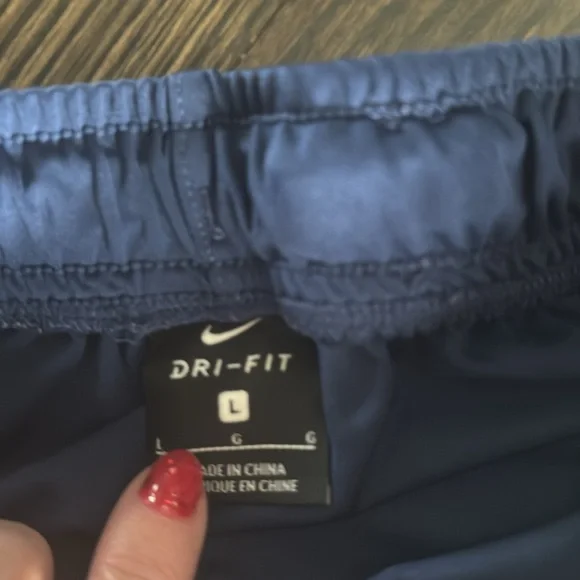 DRI-FIT
L
L G G
ADE IN CHINA
IQUE EN CHINE